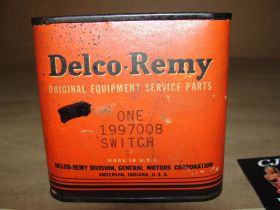 Delco-Remy
ORIGINAL EQUIPMENT SERVICE PARTS
ONE
1997008
SWITCH
MADE IN U.S.A.
DELCO-REMY DIVISION, GENERAL MOTORS CORPORATION
ANDERSON, INDIANA, U.S.A.
CJ